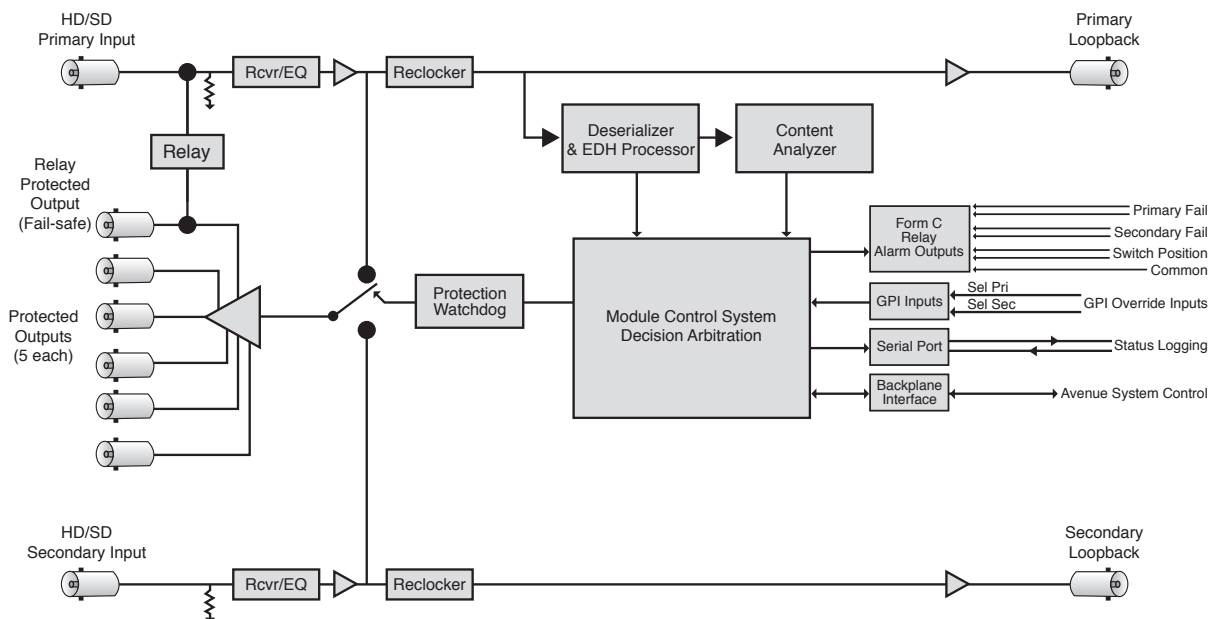 HD/SD
Primary Input
Primary
Loopback
Rcvr/EQ
Reclocker
Relay
Deserializer
& EDH Processor
Content
Analyzer
Relay
Protected
Output
(Fail-safe)
Form C
Relay
Alarm Outputs
Primary Fail
Secondary Fail
Switch Position
Common
Protection
Watchdog
Module Control System
Decision Arbitration
GPI Inputs
Sel Pri
Sel Sec
GPI Override Inputs
Protected
Outputs
(5 each)
Serial Port
Status Logging
Backplane
Interface
Avenue System Control
HD/SD
Secondary Input
Secondary
Loopback
Rcvr/EQ
Reclocker